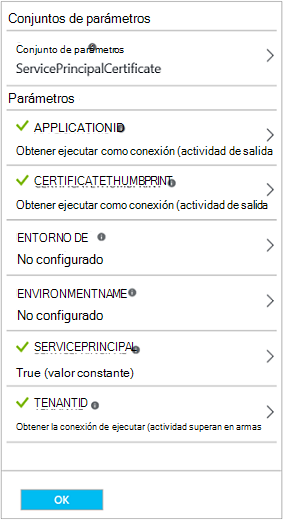 Conjuntos de parámetros
Conjunto de parámetros
ServicePrincipalCertificate
Parámetros
APPLICATIONID
Obtener ejecutar como conexión (actividad de salida
CERTIFICATETHUMBPRINT
Obtener ejecutar como conexión (actividad de salida
ENTORNO DE
No configurado
ENVIRONMENTNAME
No configurado
SERVICEPRINCIPAL
True (valor constante)
TENANTID
Obtener la conexión de ejecutar (actividad superan en armas
OK